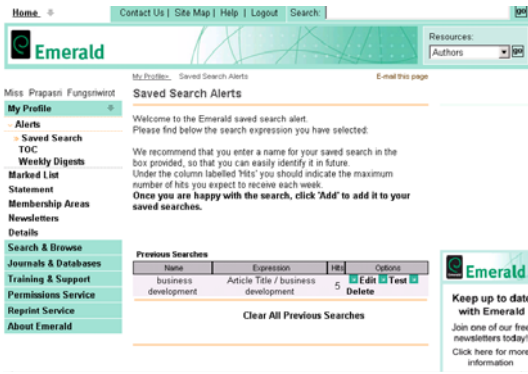 Home
Contact Us | Site Map | Help | Logout Search:
go
Emerald
Resources:
Authors
go
My Profile> Saved Search Alerts
E-mail this page
Miss Prapasri Fungsriwirot
Saved Search Alerts
My Profile
Alerts
Saved Search
TOC
Weekly Digests
Marked List
Statement
Membership Areas
Newsletters
Details
Search & Browse
Journals & Databases
Training & Support
Permissions Service
Reprint Service
About Emerald
Welcome to the Emerald saved search alert.
Please find below the search expression you have selected:
We recommend that you enter a name for your saved search in the
box provided, so that you can easily identify it in future.
Under the column labelled 'Hits' you should indicate the maximum
number of hits you expect to receive each week.
Once you are happy with the search, click 'Add' to add it to your
saved searches.
Previous Searches
Name Expression Hits Options
business development Article Title / business development 5 Edit Test Delete
Clear All Previous Searches
Emerald
Keep up to date
with Emerald
Join one of our free
newsletters today!
Click here for more
information